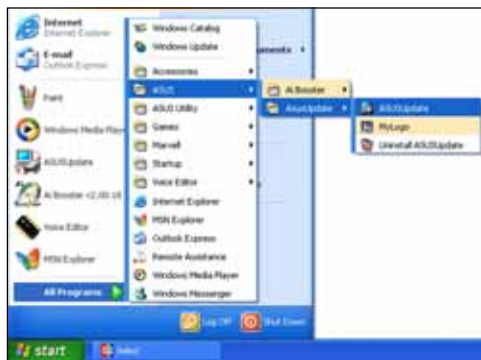 Internet
Internet Explorer
E-mail
Outlook Express
Paint
Windows Media Play
ASUSUpdate
Ai Booster v2.00.16
Voice Editor
MSN Explorer
All Programs
Windows Catalog
Windows Update
Accessories
ASUS
ASUS Utility
Games
Marvell
Startup
Voice Editor
Internet Explorer
MSN Explorer
Outlook Express
Remote Assistance
Windows Media Player
Windows Messenger
uments
Ai Booster
AsusUpdate
ASUSUpdate
MyLogo
Uninstall ASUSUpdate
Log Off
Shut Down
start